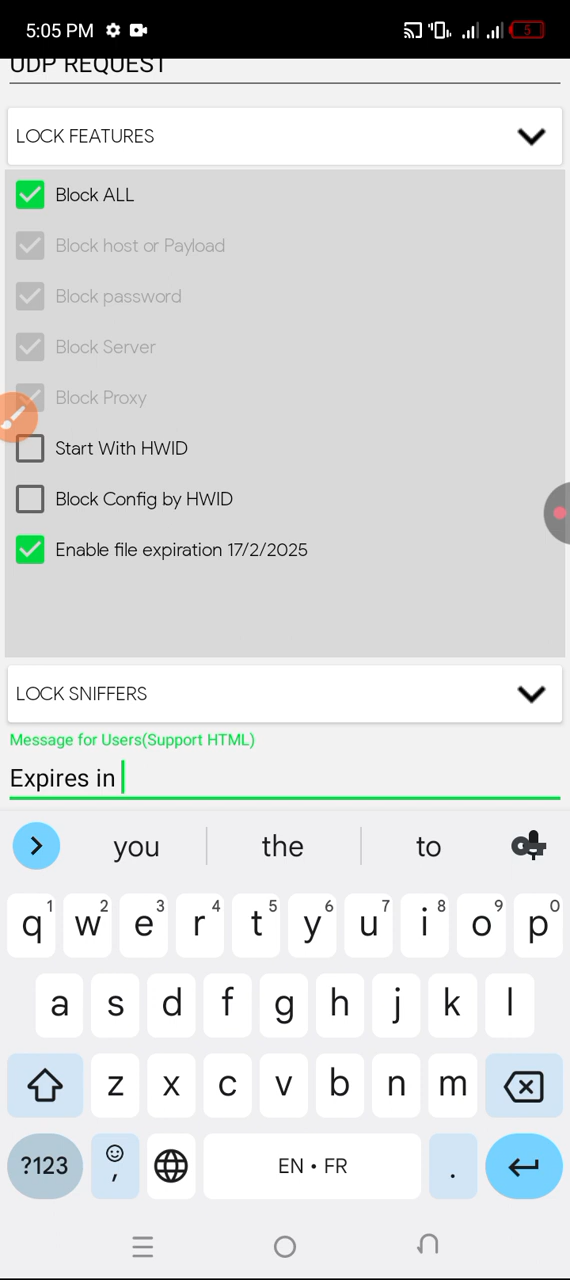 5:05 PM
5
UDP REQUEST
LOCK FEATURES
Block ALL
Block host or Payload
Block password
Block Server
Block Proxy
Start With HWID
Block Config by HWID
Enable file expiration 17/2/2025
LOCK SNIFFERS
Message for Users(Support HTML)
Expires in
you the to
q1 w2 e3 r4 t5 y6 u7 i8 o9 p0
a s d f g h j k l
z x c v b n m
?123 , EN • FR .